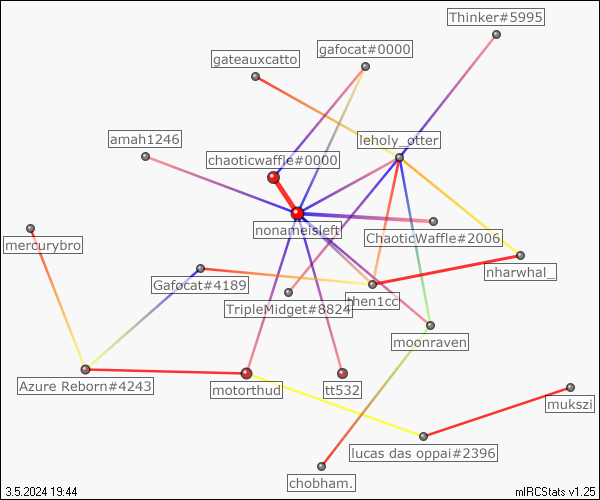 Thinker#5995
gafocat#0000
gateauxcatto
amah1246
leholy_otter
chaoticwaffle#0000
nonameisleft
ChaoticWaffle#2006
mercurybro
nharwhal_
Gafocat#4189
TripleMidget#8824
then1cc
moonraven
Azure Reborn#4243
motorthud
tt532
mukszi
lucas das oppai#2396
chobham.
3.5.2024 19:44
mIRCStats v1.25